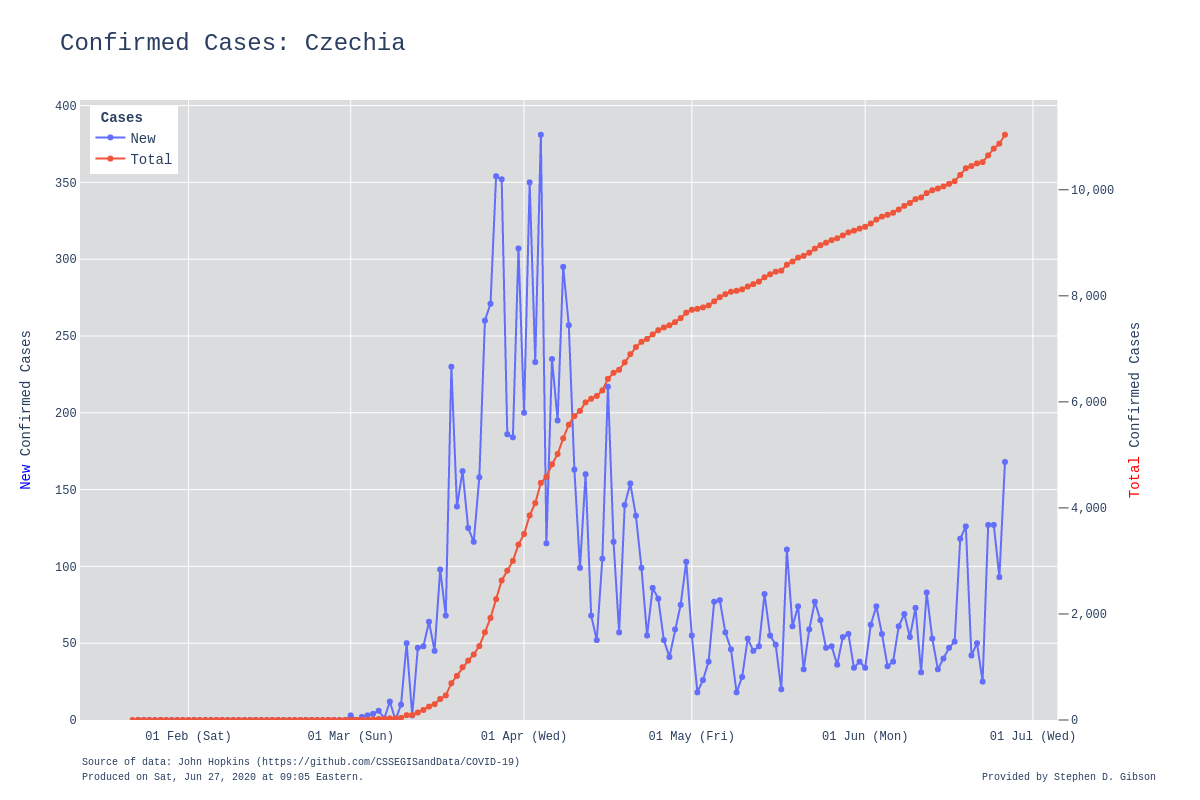 Confirmed Cases: Czechia
Cases
New
Total
400
350
300
250
200
150
100
50
0
10,000
8,000
6,000
4,000
2,000
0
New Confirmed Cases
Total Confirmed Cases
01 Feb (Sat)
01 Mar (Sun)
01 Apr (Wed)
01 May (Fri)
01 Jun (Mon)
01 Jul (Wed)
Source of data: John Hopkins (https://github.com/CSSEGISandData/COVID-19)
Produced on Sat, Jun 27, 2020 at 09:05 Eastern.
Provided by Stephen D. Gibson